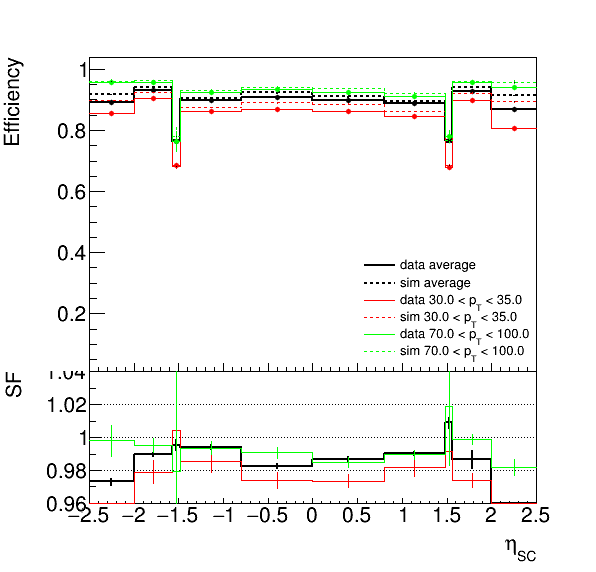 Efficiency
1
0.8
0.6
0.4
0.2
data average
sim average
data 30.0 < p_T < 35.0
sim 30.0 < p_T < 35.0
data 70.0 < p_T < 100.0
sim 70.0 < p_T < 100.0
SF
1.04
1.02
1
0.98
0.96
−2.5 −2 −1.5 −1 −0.5 0 0.5 1 1.5 2 2.5
η_SC